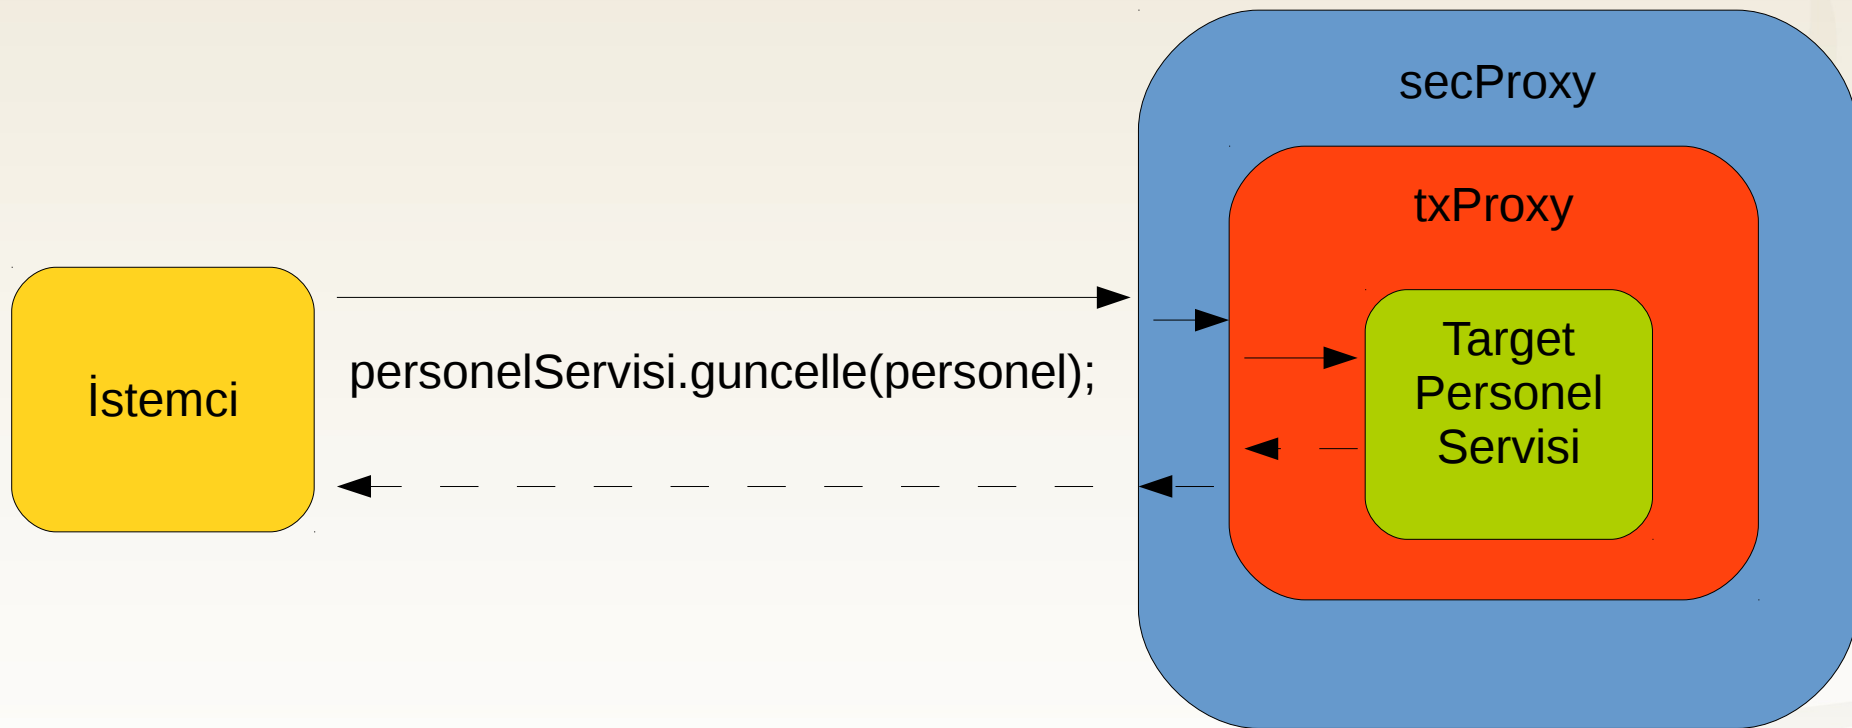 secProxy
txProxy
İstemci
personelServisi.guncelle(personel);
Target
Personel
Servisi